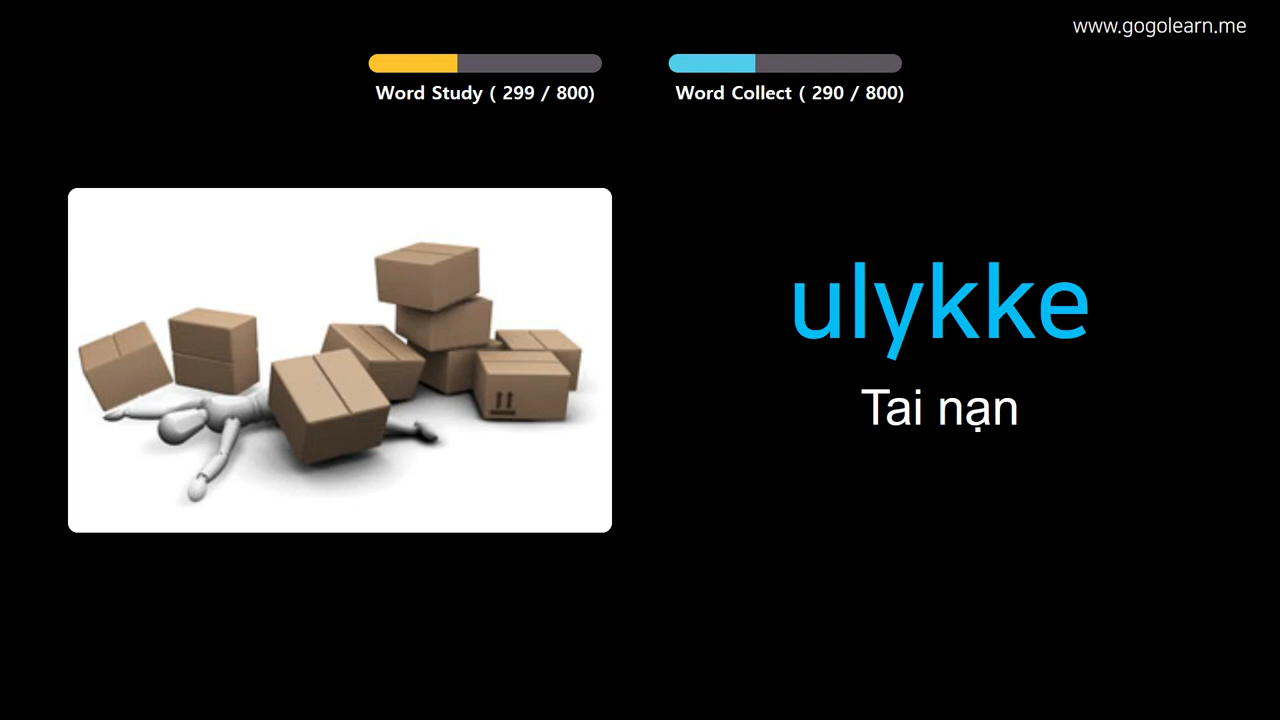 www.gogolearn.me
Word Study ( 299 / 800)
Word Collect ( 290 / 800)
ulykke
Tai nạn